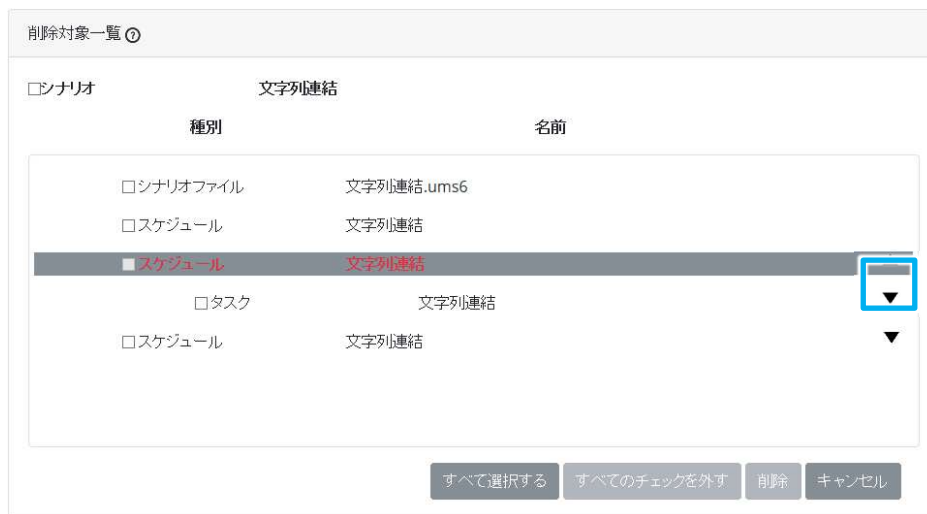 削除対象一覧?
□シナリオ 文字列連結
種別 名前
□シナリオファイル 文字列連結.ums6
□スケジュール 文字列連結
□スケジュール 文字列連結
□タスク 文字列連結 ▼
□スケジュール 文字列連結 ▼
すべて選択する すべてのチェックを外す 削除 キャンセル